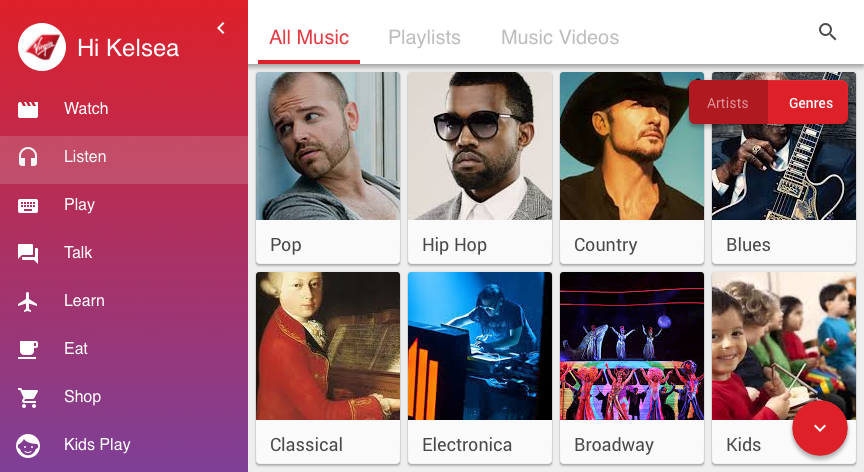 Virgin
Hi Kelsea
Watch
Listen
Play
Talk
Learn
Eat
Shop
Kids Play
All Music
Playlists
Music Videos
Artists
Genres
Pop
Hip Hop
Country
Blues
Classical
Electronica
Broadway
Kids